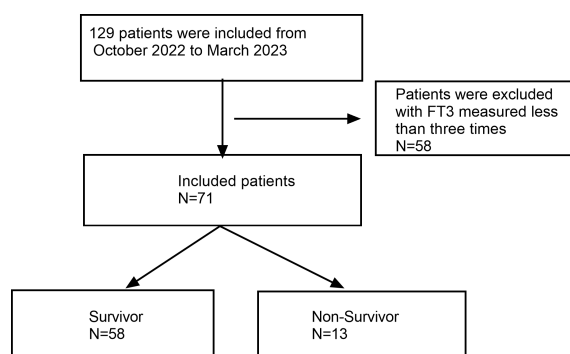 129 patients were included from
October 2022 to March 2023
Patients were excluded
with FT3 measured less
than three times
N=58
Included patients
N=71
Survivor
N=58
Non-Survivor
N=13